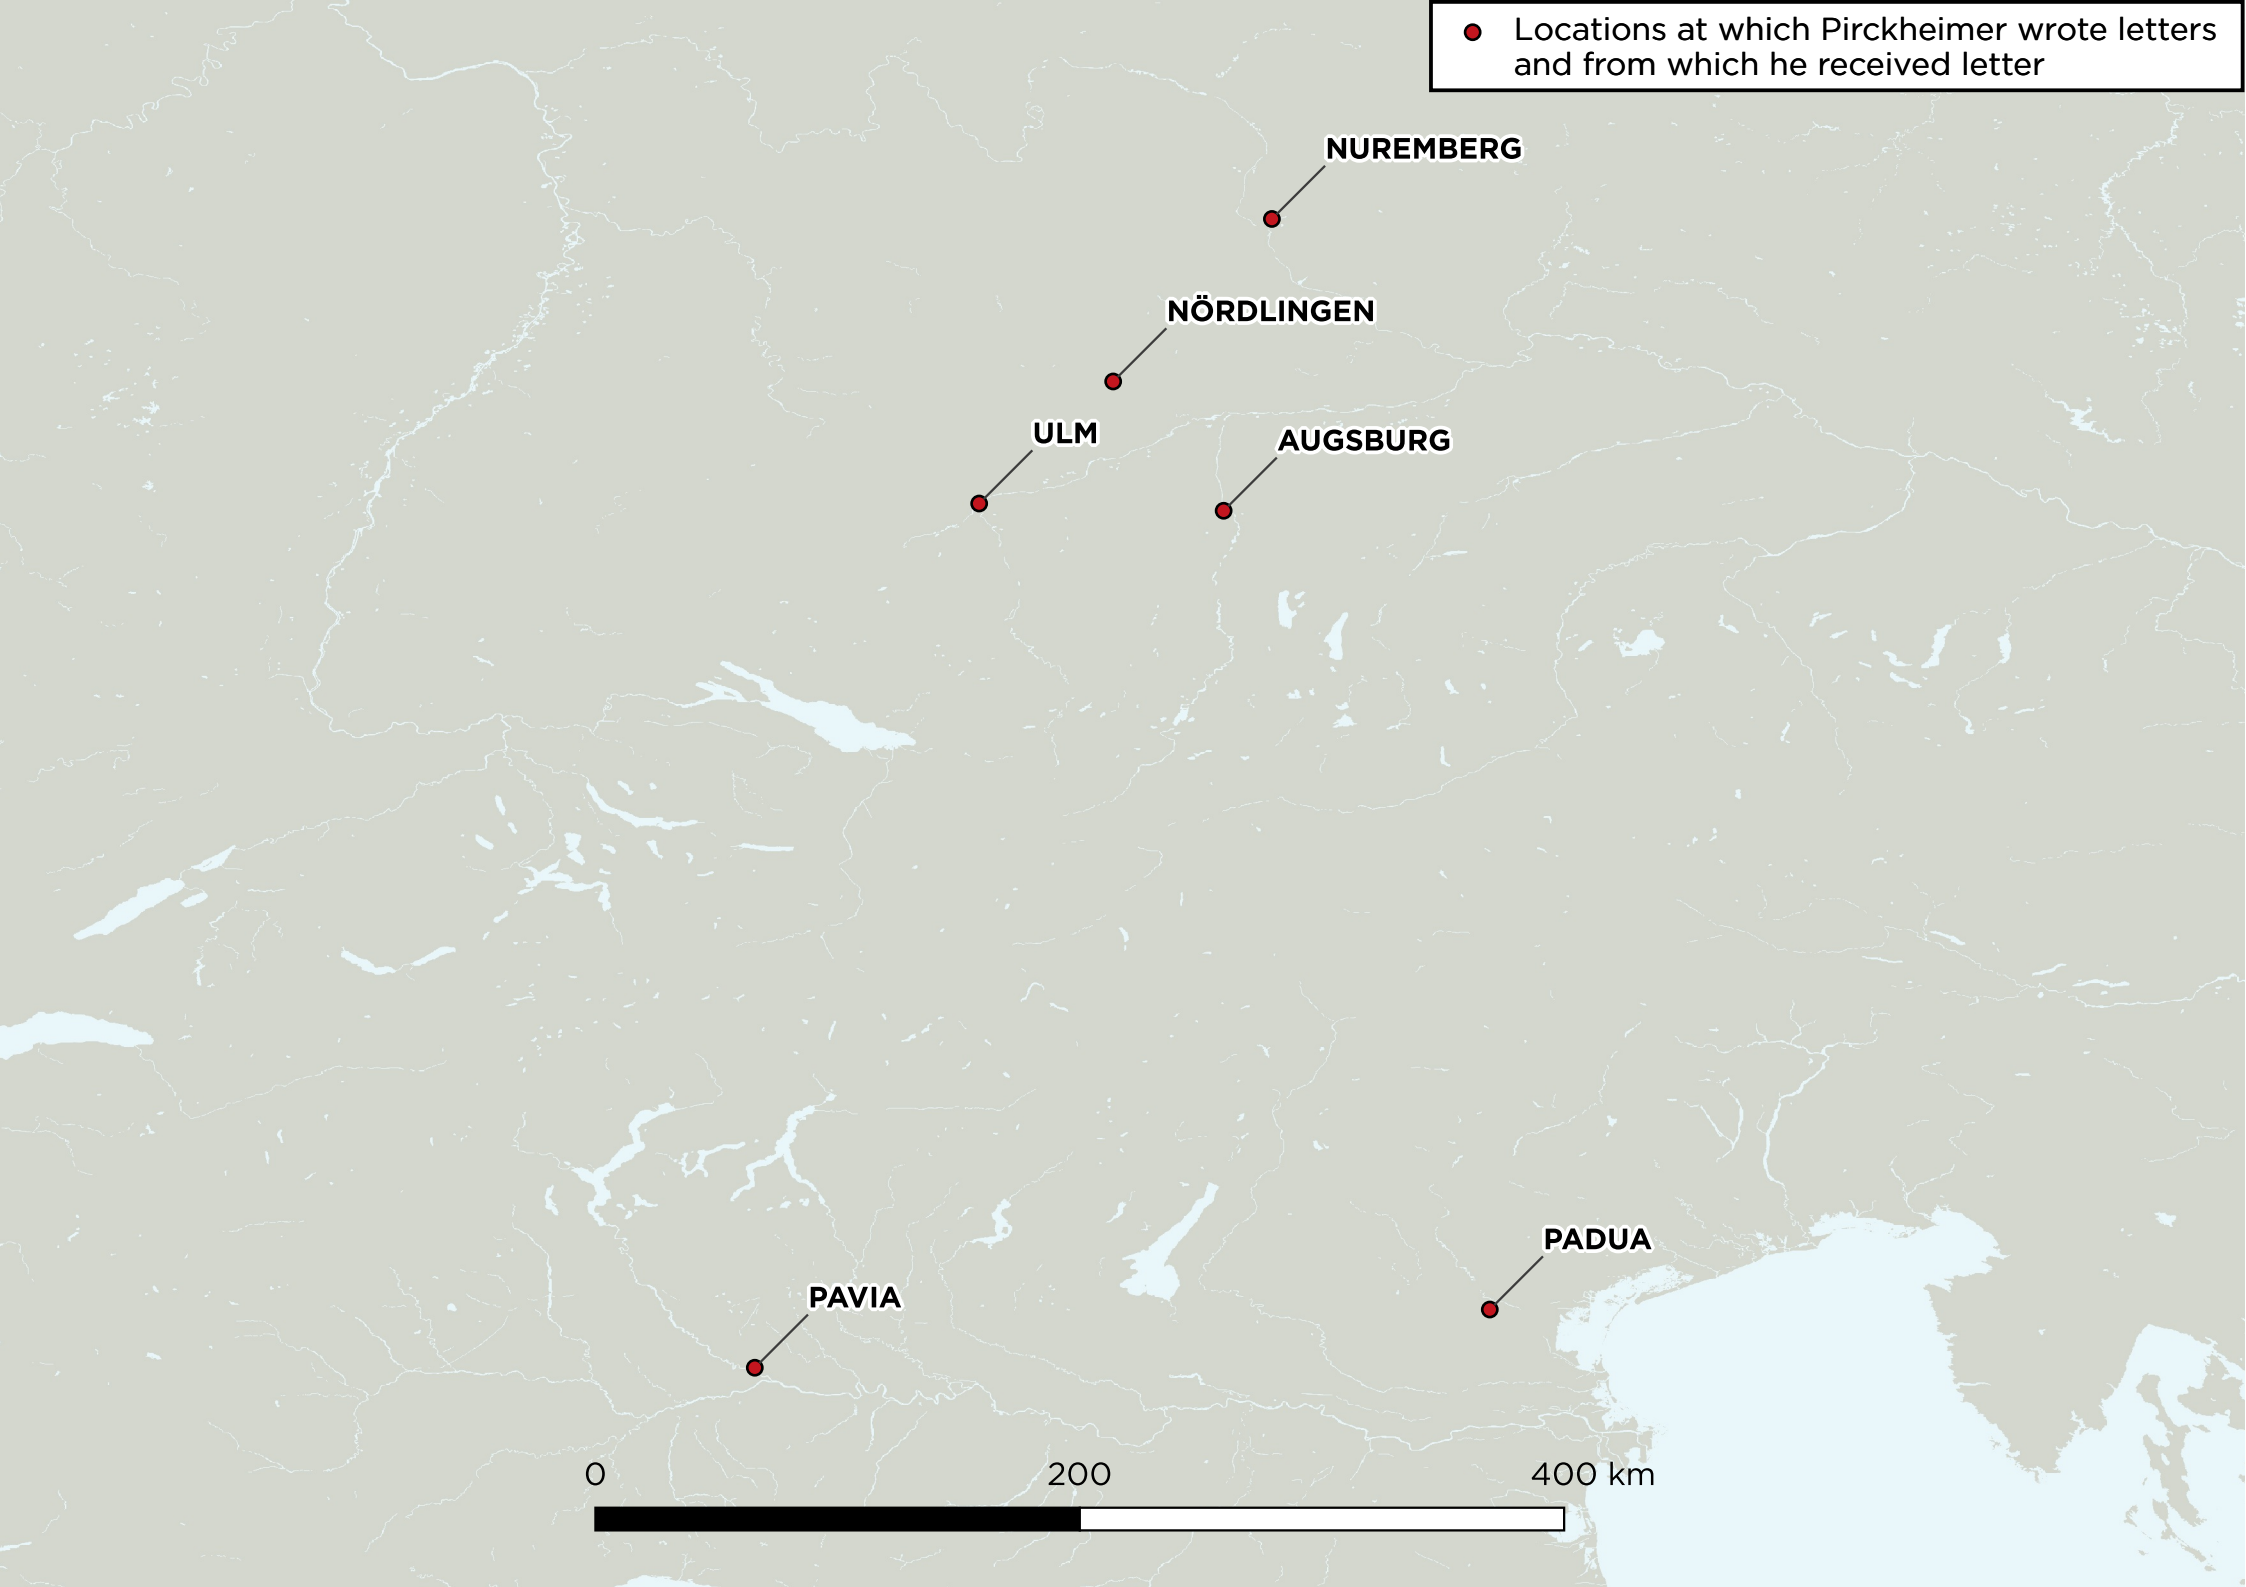 Locations at which Pirckheimer wrote letters
and from which he received letter
NUREMBERG
NÖRDLINGEN
ULM
AUGSBURG
PADUA
PAVIA
0 200 400 km